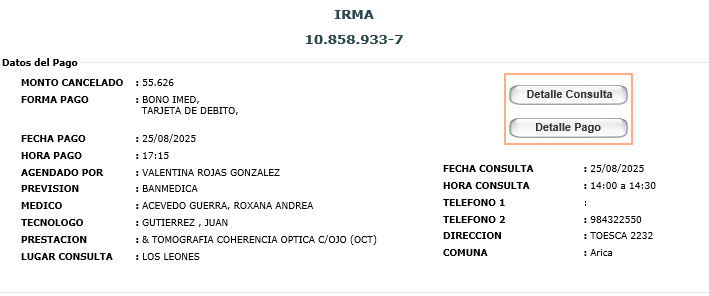 IRMA
10.858.933-7
Datos del Pago
MONTO CANCELADO : 55.626
FORMA PAGO : BONO IMED,
TARJETA DE DEBITO,
FECHA PAGO : 25/08/2025
HORA PAGO : 17:15
AGENDADO POR : VALENTINA ROJAS GONZALEZ
PREVISION : BANMEDICA
MEDICO : ACEVEDO GUERRA, ROXANA ANDREA
TECNOLOGO : GUTIERREZ , JUAN
PRESTACION : & TOMOGRAFIA COHERENCIA OPTICA C/OJO (OCT)
LUGAR CONSULTA : LOS LEONES
Detalle Consulta
Detalle Pago
FECHA CONSULTA : 25/08/2025
HORA CONSULTA : 14:00 a 14:30
TELEFONO 1 :
TELEFONO 2 : 984322550
DIRECCION : TOESCA 2232
COMUNA : Arica